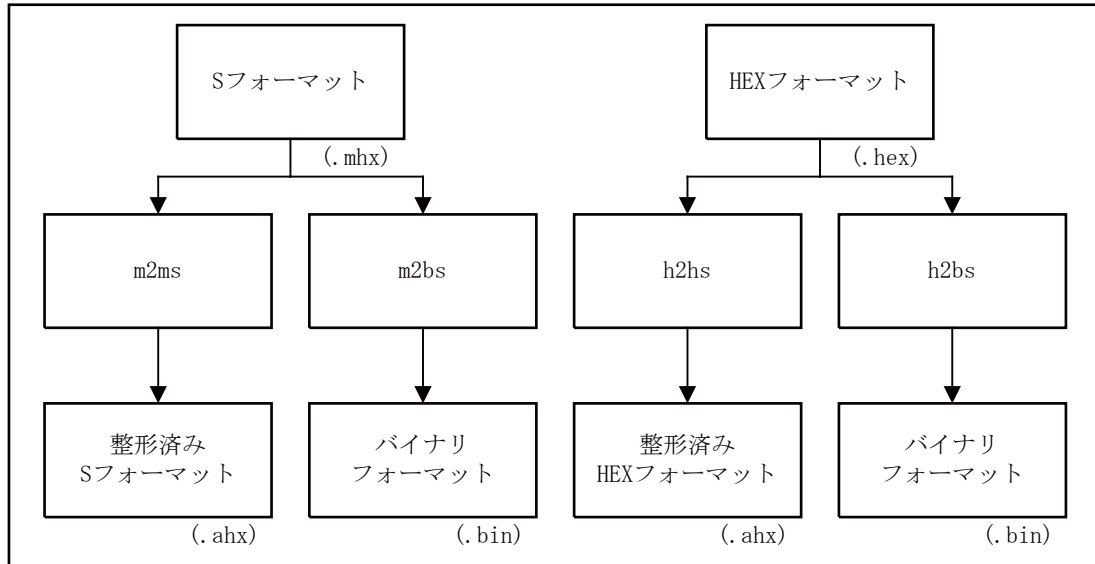 Sフォーマット
HEXフォーマット
(.mhx)
(.hex)
m2ms
m2bs
h2hs
h2bs
整形済み
Sフォーマット
バイナリ
フォーマット
整形済み
HEXフォーマット
バイナリ
フォーマット
(.ahx)
(.bin)
(.ahx)
(.bin)